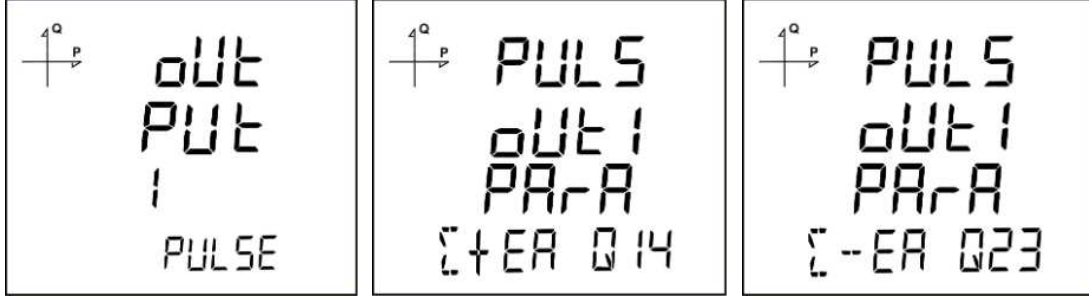 Q
P
oUt
PUt
1
PULSE
Q
P
PULS
oUt1
PArA
Σ+EA Q14
Q
P
PULS
oUt1
PArA
Σ-EA Q23